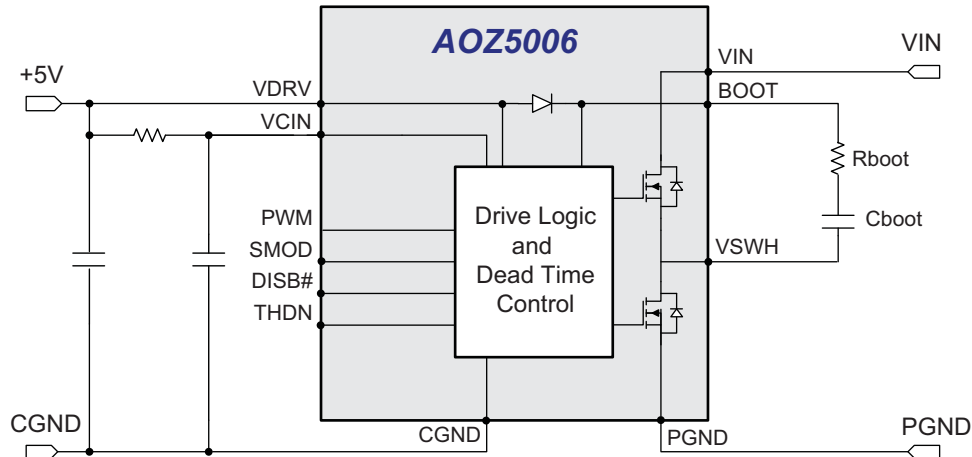 AOZ5006
+5V
VDRV
VCIN
VIN
VIN
BOOT
Rboot
Cboot
Drive Logic
and
Dead Time
Control
PWM
SMOD
DISB#
THDN
VSWH
CGND
CGND
PGND
PGND